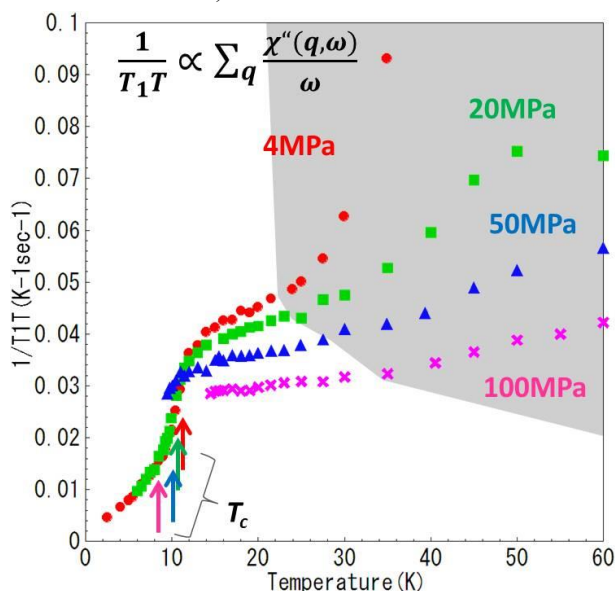 0.1
0.09
0.08
0.07
0.06
0.05
0.04
0.03
0.02
0.01
0
1/T1T(K-1sec-1)
1/T₁T ∝ ∑q χ“(q,ω)/ω
4MPa
20MPa
50MPa
100MPa
Tc
0 10 20 30 40 50 60
Temperature(K)